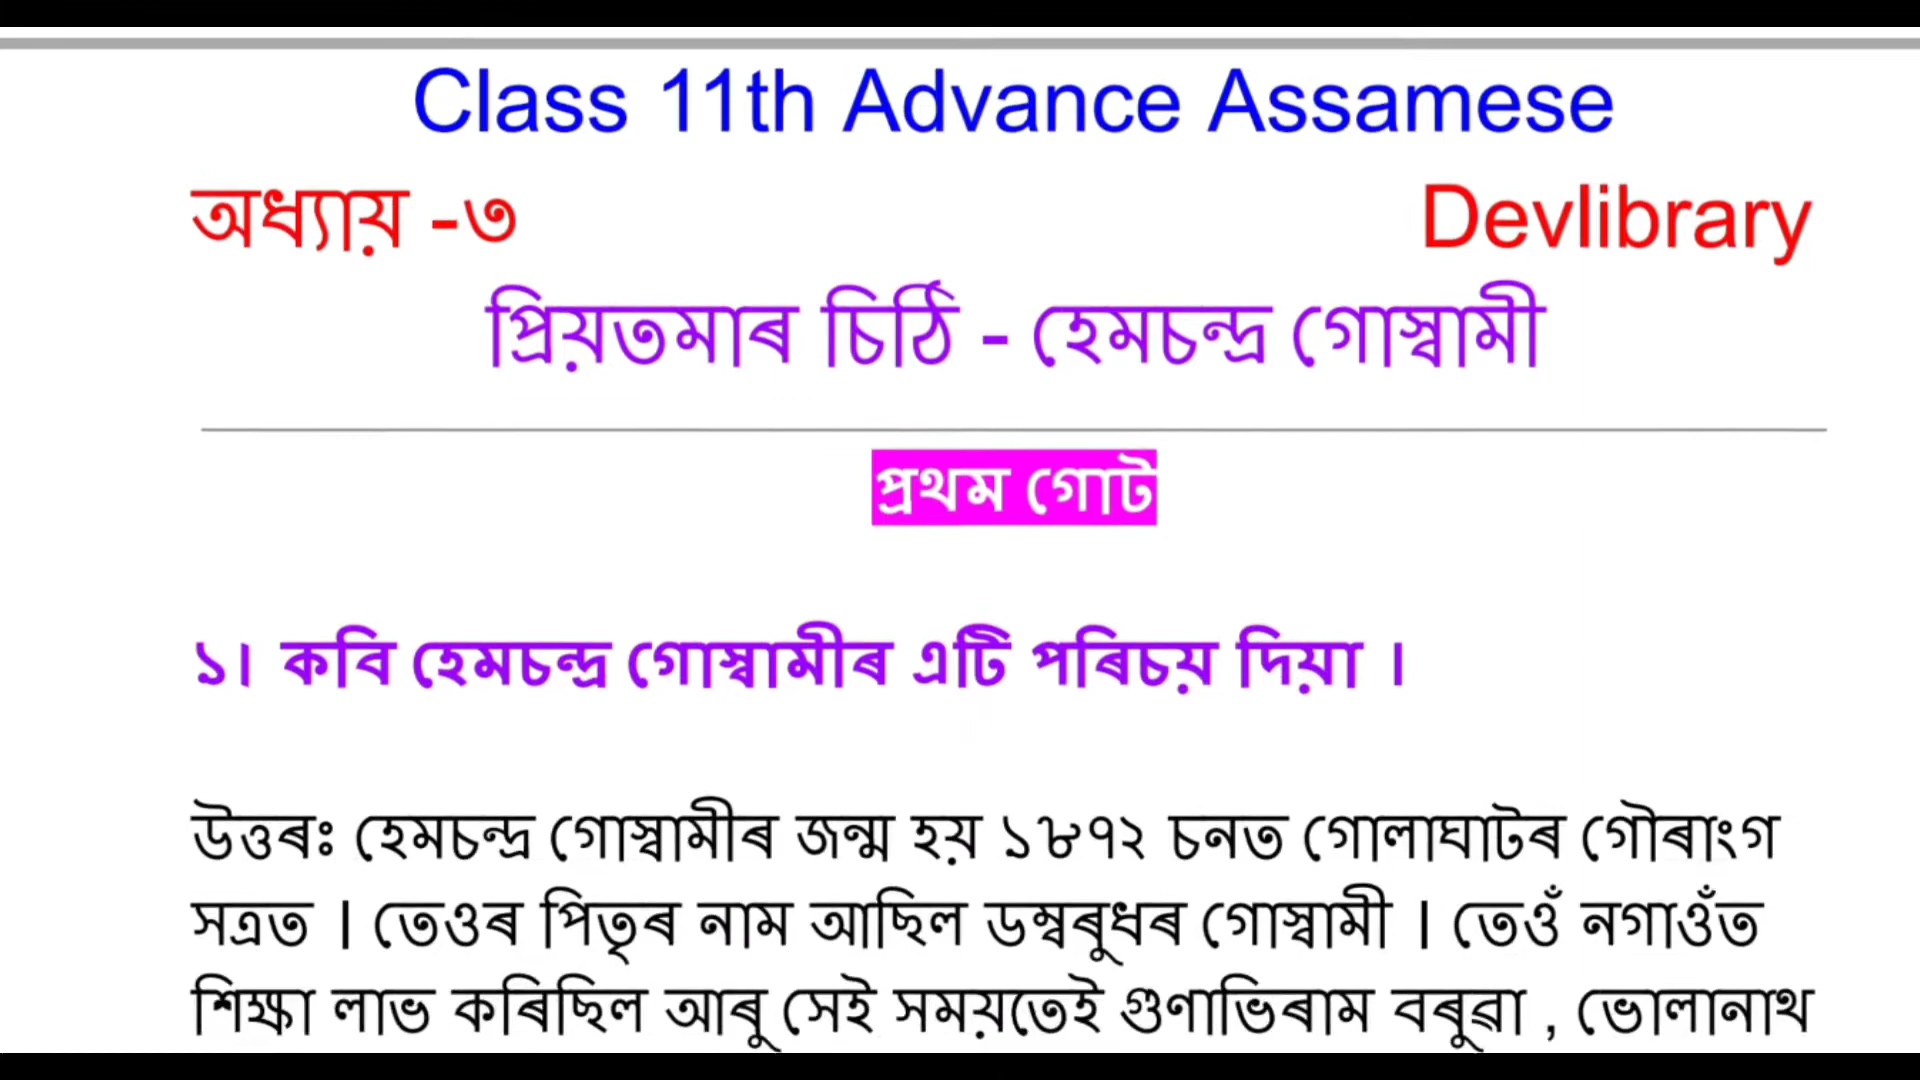 Class 11th Advance Assamese
অধ্যায় -৩ Devlibrary
প্ৰিয়তমাৰ চিঠি - হেমচন্দ্ৰ গোস্বামী
প্ৰথম গোট
১। কবি হেমচন্দ্ৰ গোস্বামীৰ এটি পৰিচয় দিয়া ।
উত্তৰঃ হেমচন্দ্ৰ গোস্বামীৰ জন্ম হয় ১৮৭২ চনত গোলাঘাটৰ গৌৰাংগ
সত্ৰত । তেওৰ পিতৃৰ নাম আছিল ডম্বৰুধৰ গোস্বামী । তেওঁ নগাওঁত
শিক্ষা লাভ কৰিছিল আৰু সেই সময়তেই গুণাভিৰাম বৰুৱা , ভোলানাথ